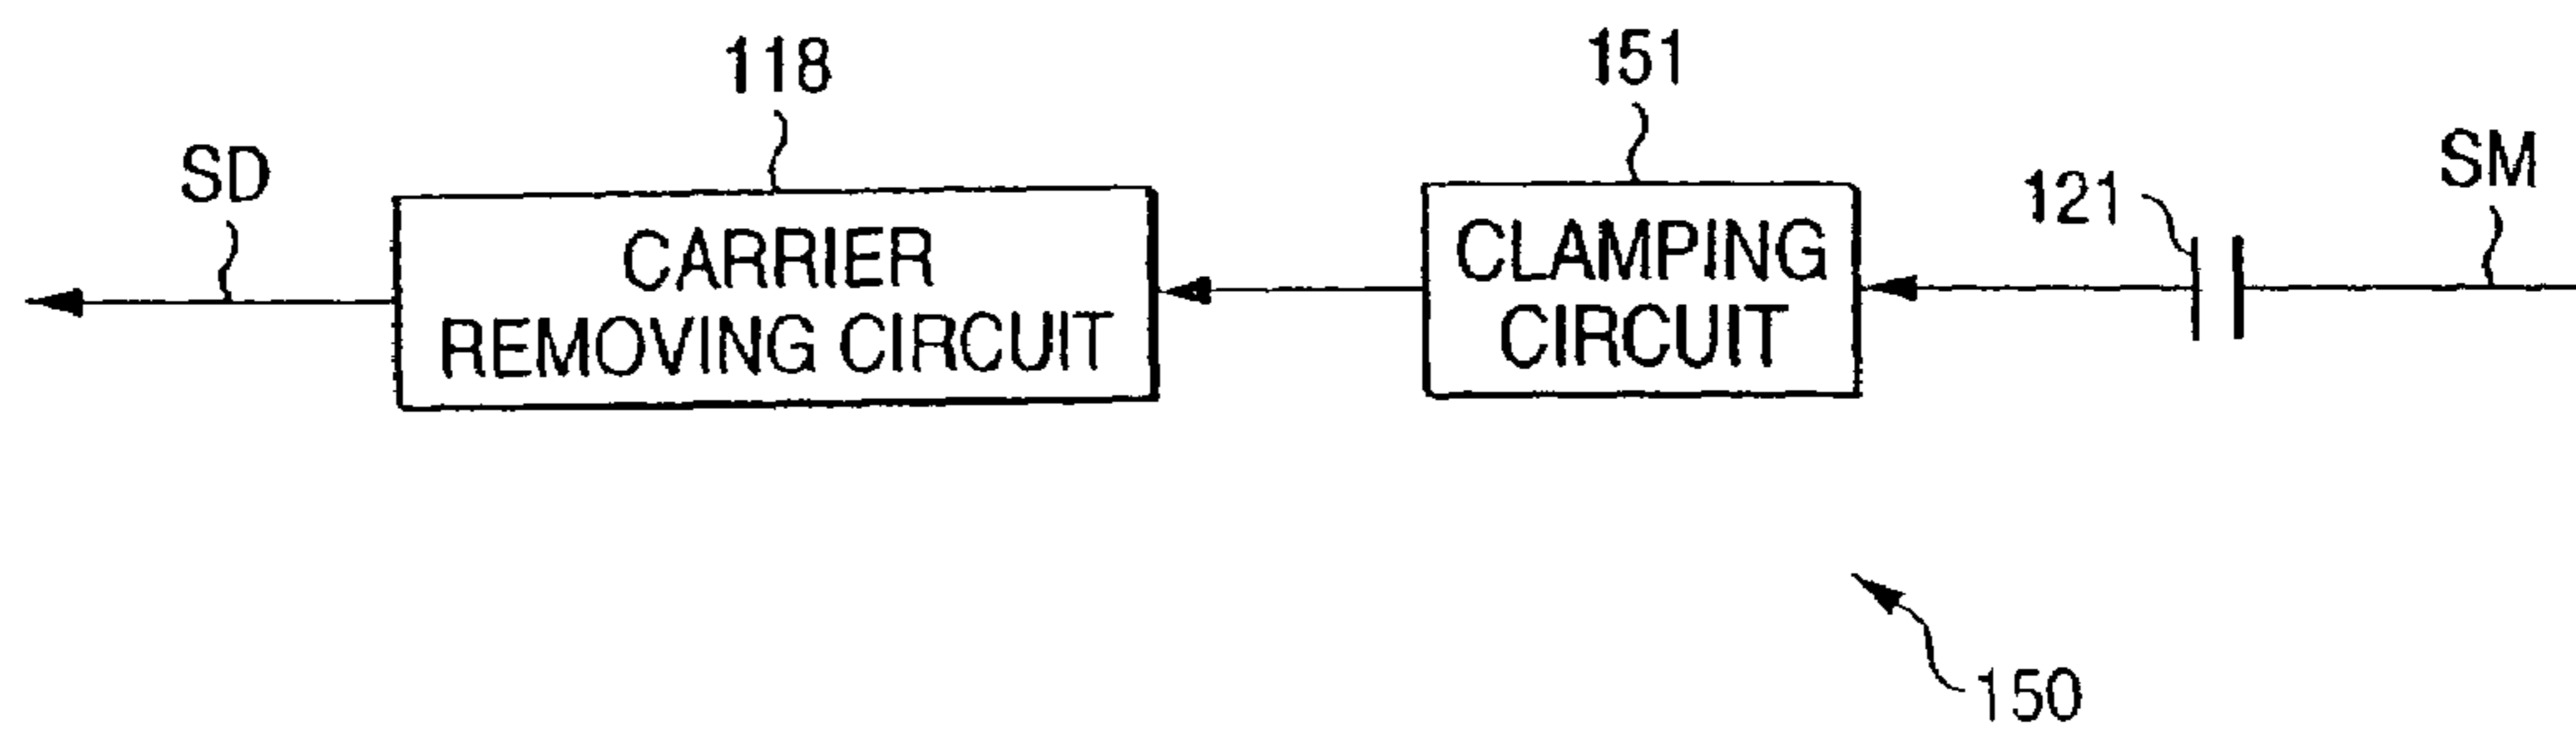 118
151
SD
SM
121
CARRIER
REMOVING CIRCUIT
CLAMPING
CIRCUIT
150